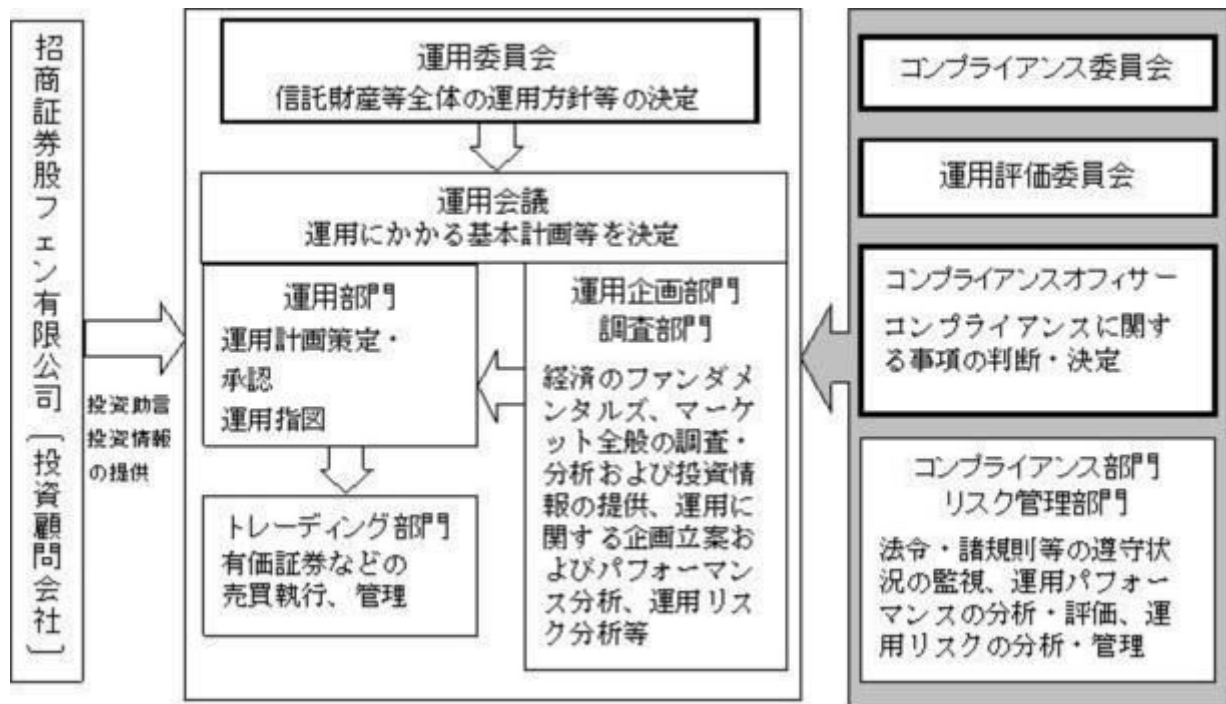 招商証券股フェン有限公司〔投資顧問会社〕
投資助言
投資情報
の提供
運用委員会
信託財産等全体の運用方針等の決定
運用会議
運用にかかる基本計画等を決定
運用部門
運用計画策定・
承認
運用指図
トレーディング部門
有価証券などの
売買執行、管理
運用企画部門
調査部門
経済のファンダメ
ンタルズ、マーケ
ット全般の調査・
分析および投資情
報の提供、運用に
関する企画立案お
よびパフォーマン
ス分析、運用リス
ク分析等
コンプライアンス委員会
運用評価委員会
コンプライアンスオフィサー
コンプライアンスに関す
る事項の判断・決定
コンプライアンス部門
リスク管理部門
法令・諸規則等の遵守状
況の監視、運用パフォー
マンスの分析・評価、運
用リスクの分析・管理